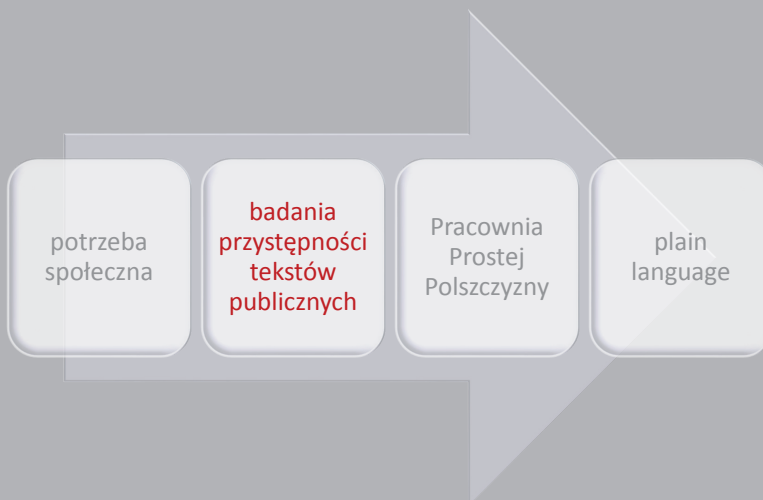 potrzeba
społeczna
badania
przystępności
tekstów
publicznych
Pracownia
Prostej
Polszczyzny
plain
language